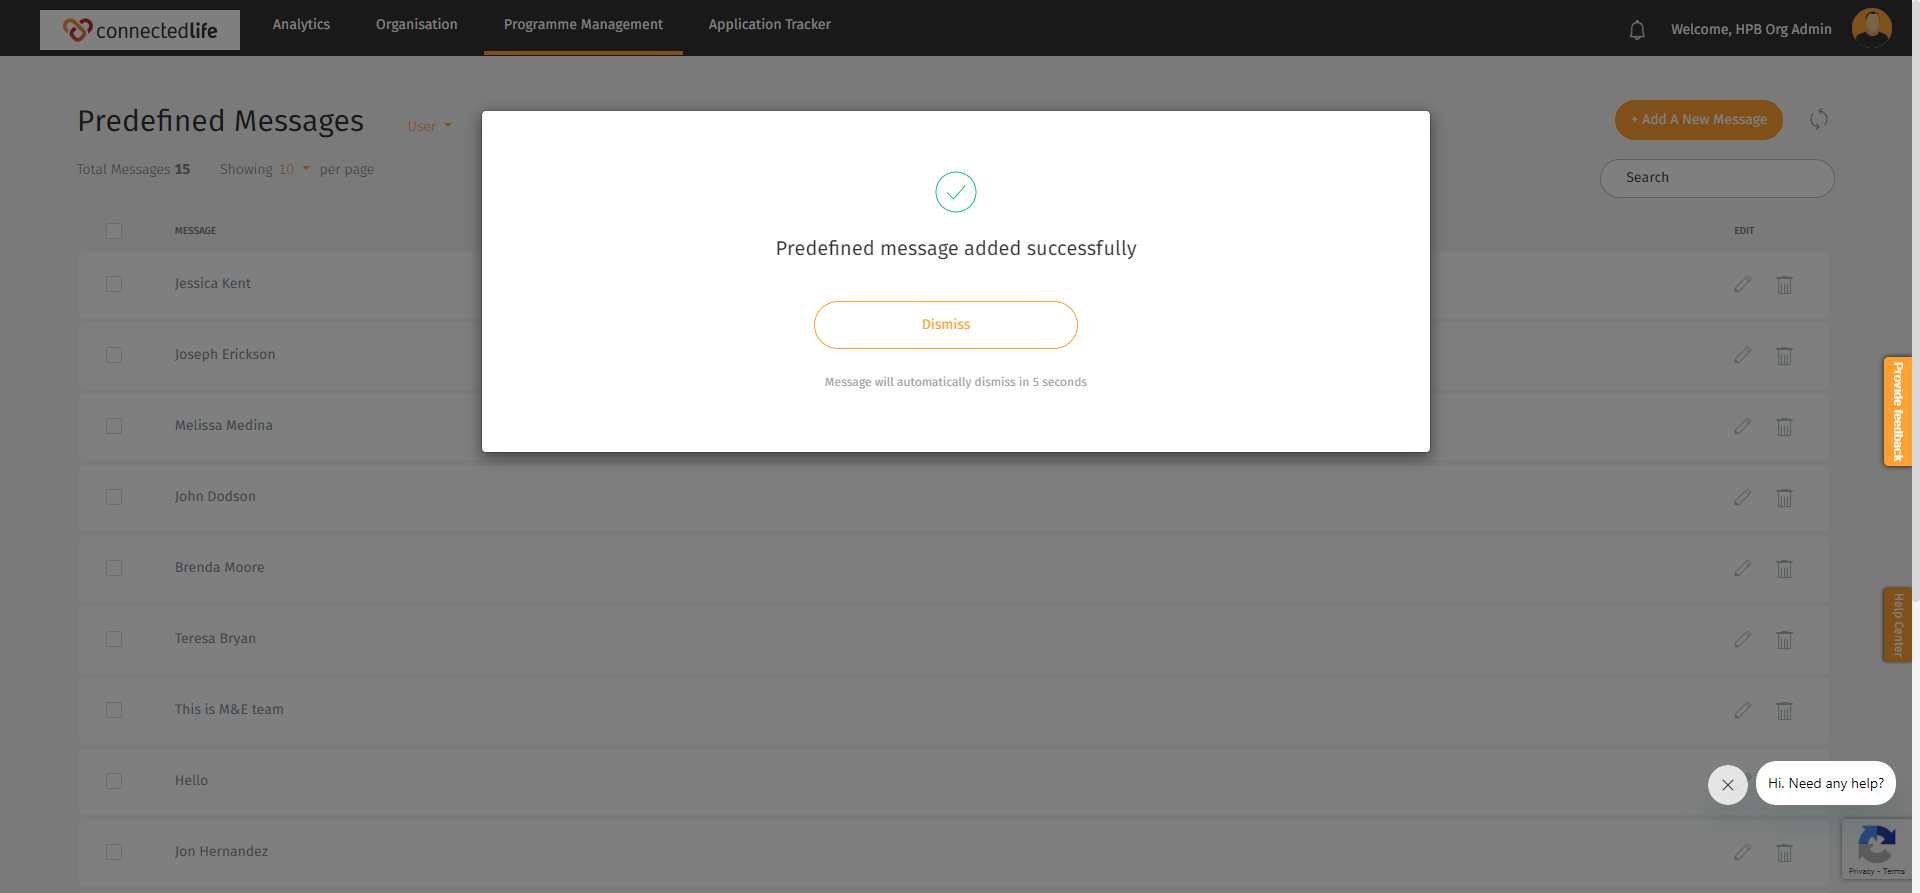 connectedlife
Analytics
Organisation
Programme Management
Application Tracker
Welcome, HPB Org Admin
Predefined Messages
User
+ Add A New Message
Total Messages 15
Showing 10 per page
Search
MESSAGE
EDIT
Predefined message added successfully
Dismiss
Message will automatically dismiss in 5 seconds
Jessica Kent
Joseph Erickson
Melissa Medina
John Dodson
Brenda Moore
Teresa Bryan
This is M&E team
Hello
Jon Hernandez
Provide feedback
Help Center
Hi. Need any help?
Privacy - Terms